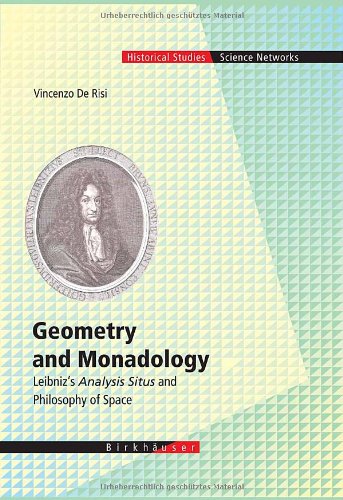 Urheberrechtlich geschütztes Material
Historical Studies Science Networks
Vincenzo De Risi
Geometry
and Monadology
Leibniz's Analysis Situs and
Philosophy of Space
Birkhäuser
Urheberrechtlich geschütztes Material